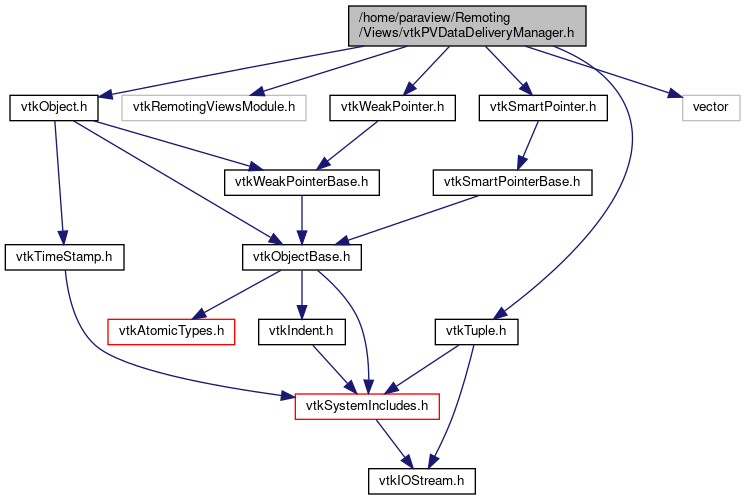 /home/paraview/Remoting
/Views/vtkPVDataDeliveryManager.h
vtkObject.h
vtkRemotingViewsModule.h
vtkWeakPointer.h
vtkSmartPointer.h
vector
vtkWeakPointerBase.h
vtkSmartPointerBase.h
vtkTimeStamp.h
vtkObjectBase.h
vtkAtomicTypes.h
vtkIndent.h
vtkTuple.h
vtkSystemIncludes.h
vtkIOStream.h